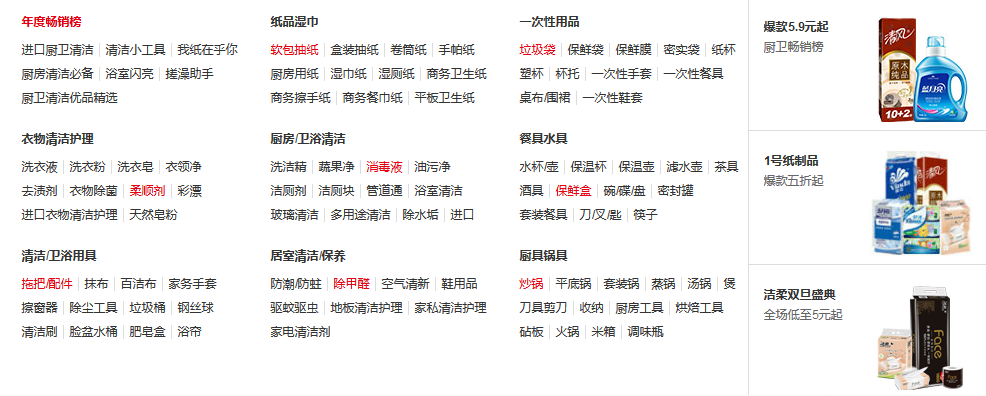 年度畅销榜
进口厨卫清洁 清洁小工具 我纸在乎你
厨房清洁必备 浴室闪亮 搓澡助手
厨卫清洁优品精选
纸品湿巾
软包抽纸 盒装抽纸 卷筒纸 手帕纸
厨房用纸 湿巾纸 湿厕纸 商务卫生纸
商务擦手纸 商务餐巾纸 平板卫生纸
一次性用品
垃圾袋 保鲜袋 保鲜膜 密实袋 纸杯
塑杯 杯托 一次性手套 一次性餐具
桌布/围裙 一次性鞋套
衣物清洁护理
洗衣液 洗衣粉 洗衣皂 衣领净
去渍剂 衣物除菌 柔顺剂 彩漂
进口衣物清洁护理 天然皂粉
厨房/卫浴清洁
洗洁精 蔬果净 消毒液 油污净
洁厕剂 洁厕块 管道通 浴室清洁
玻璃清洁 多用途清洁 除水垢 进口
餐具水具
水杯/壶 保温杯 保温壶 滤水壶 茶具
酒具 保鲜盒 碗/碟/盘 密封罐
套装餐具 刀/叉/匙 筷子
清洁/卫浴用具
拖把/配件 抹布 百洁布 家务手套
擦窗器 除尘工具 垃圾桶 钢丝球
清洁刷 脸盆水桶 肥皂盒 浴帘
居室清洁/保养
防潮/防蛀 除甲醛 空气清新 鞋用品
驱蚊驱虫 地板清洁护理 家私清洁护理
家电清洁剂
厨具锅具
炒锅 平底锅 套装锅 蒸锅 汤锅 煲
刀具剪刀 收纳 厨房工具 烘焙工具
砧板 火锅 米箱 调味瓶
爆款5.9元起
厨卫畅销榜
清风
原木
纯品
10+2
蓝月亮
1号纸制品
爆款五折起
Vinda
清风
洁柔双旦盛典
全场低至5元起
Face